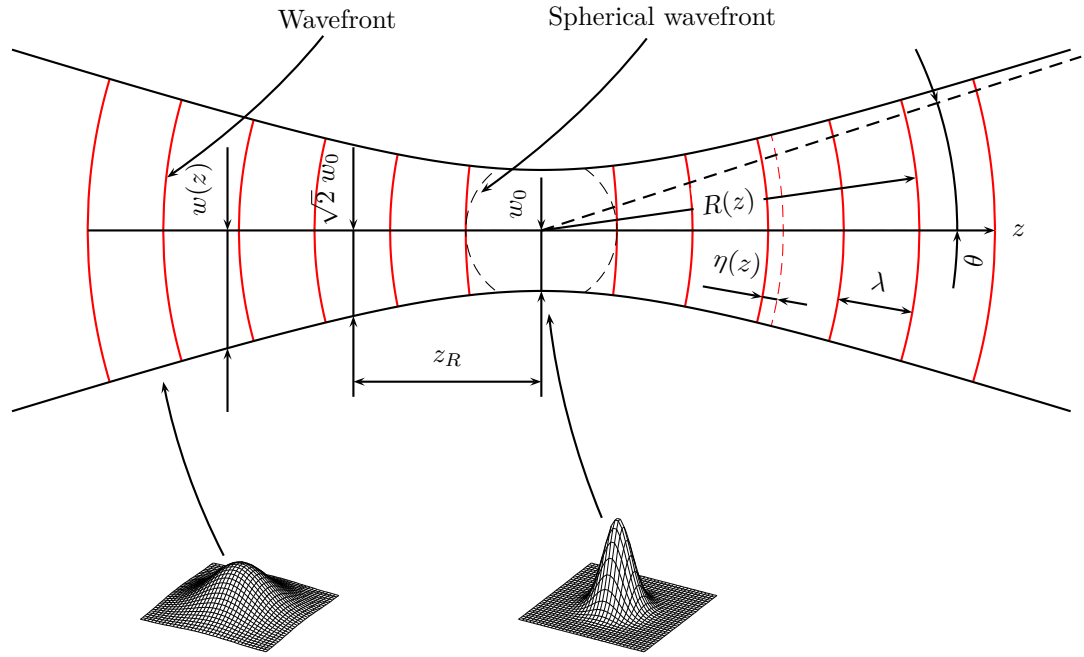 Wavefront
Spherical wavefront
w(z)
√2 w₀
w₀
R(z)
z
η(z)
λ
θ
z_R